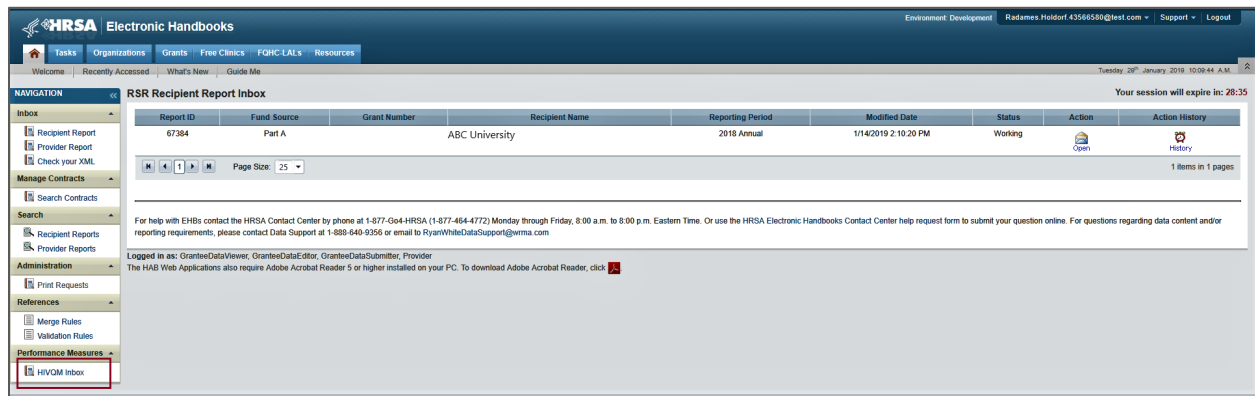 HRSA Electronic Handbooks
Environment: Development Radames.Holdorf.43566580@test.com Support Logout
Tasks Organizations Grants Free Clinics FQHC-LALs Resources
Welcome Recently Accessed What's New Guide Me
Tuesday 29th January 2019 10:09:44 A.M.
NAVIGATION
RSR Recipient Report Inbox
Your session will expire in: 28:35
Inbox
Recipient Report
Provider Report
Check your XML
Manage Contracts
Search Contracts
Search
Recipient Reports
Provider Reports
Administration
Print Requests
References
Merge Rules
Validation Rules
Performance Measures
HIVQM Inbox
Report ID Fund Source Grant Number Recipient Name Reporting Period Modified Date Status Action Action History
67384 Part A ABC University 2018 Annual 1/14/2019 2:10:20 PM Working Open History
1 Page Size: 25 1 items in 1 pages
For help with EHBs contact the HRSA Contact Center by phone at 1-877-Go4-HRSA (1-877-464-4772) Monday through Friday, 8:00 a.m. to 8:00 p.m. Eastern Time. Or use the HRSA Electronic Handbooks Contact Center help request form to submit your question online. For questions regarding data content and/or
reporting requirements, please contact Data Support at 1-888-640-9356 or email to RyanWhiteDataSupport@wrma.com
Logged in as: GranteeDataViewer, GranteeDataEditor, GranteeDataSubmitter, Provider
The HAB Web Applications also require Adobe Acrobat Reader 5 or higher installed on your PC. To download Adobe Acrobat Reader, click